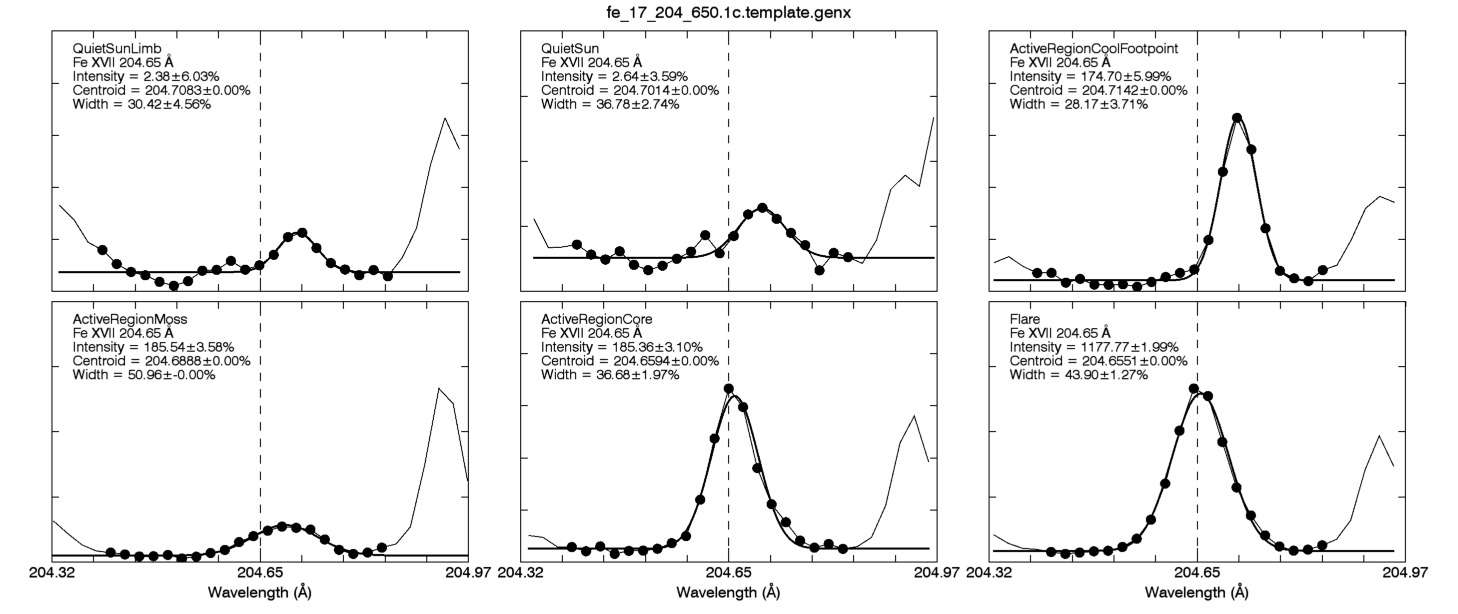 fe_17_204_650.1c.template.genx
QuietSunLimb
Fe XVII 204.65 Å
Intensity = 2.38±6.03%
Centroid = 204.7083±0.00%
Width = 30.42±4.56%
QuietSun
Fe XVII 204.65 Å
Intensity = 2.64±3.59%
Centroid = 204.7014±0.00%
Width = 36.78±2.74%
ActiveRegionCoolFootpoint
Fe XVII 204.65 Å
Intensity = 174.70±5.99%
Centroid = 204.7142±0.00%
Width = 28.17±3.71%
ActiveRegionMoss
Fe XVII 204.65 Å
Intensity = 185.54±3.58%
Centroid = 204.6888±0.00%
Width = 50.96±-0.00%
ActiveRegionCore
Fe XVII 204.65 Å
Intensity = 185.36±3.10%
Centroid = 204.6594±0.00%
Width = 36.68±1.97%
Flare
Fe XVII 204.65 Å
Intensity = 1177.77±1.99%
Centroid = 204.6551±0.00%
Width = 43.90±1.27%
204.32 204.65 204.97 204.32 204.65 204.97 204.32 204.65 204.97
Wavelength (Å) Wavelength (Å) Wavelength (Å)